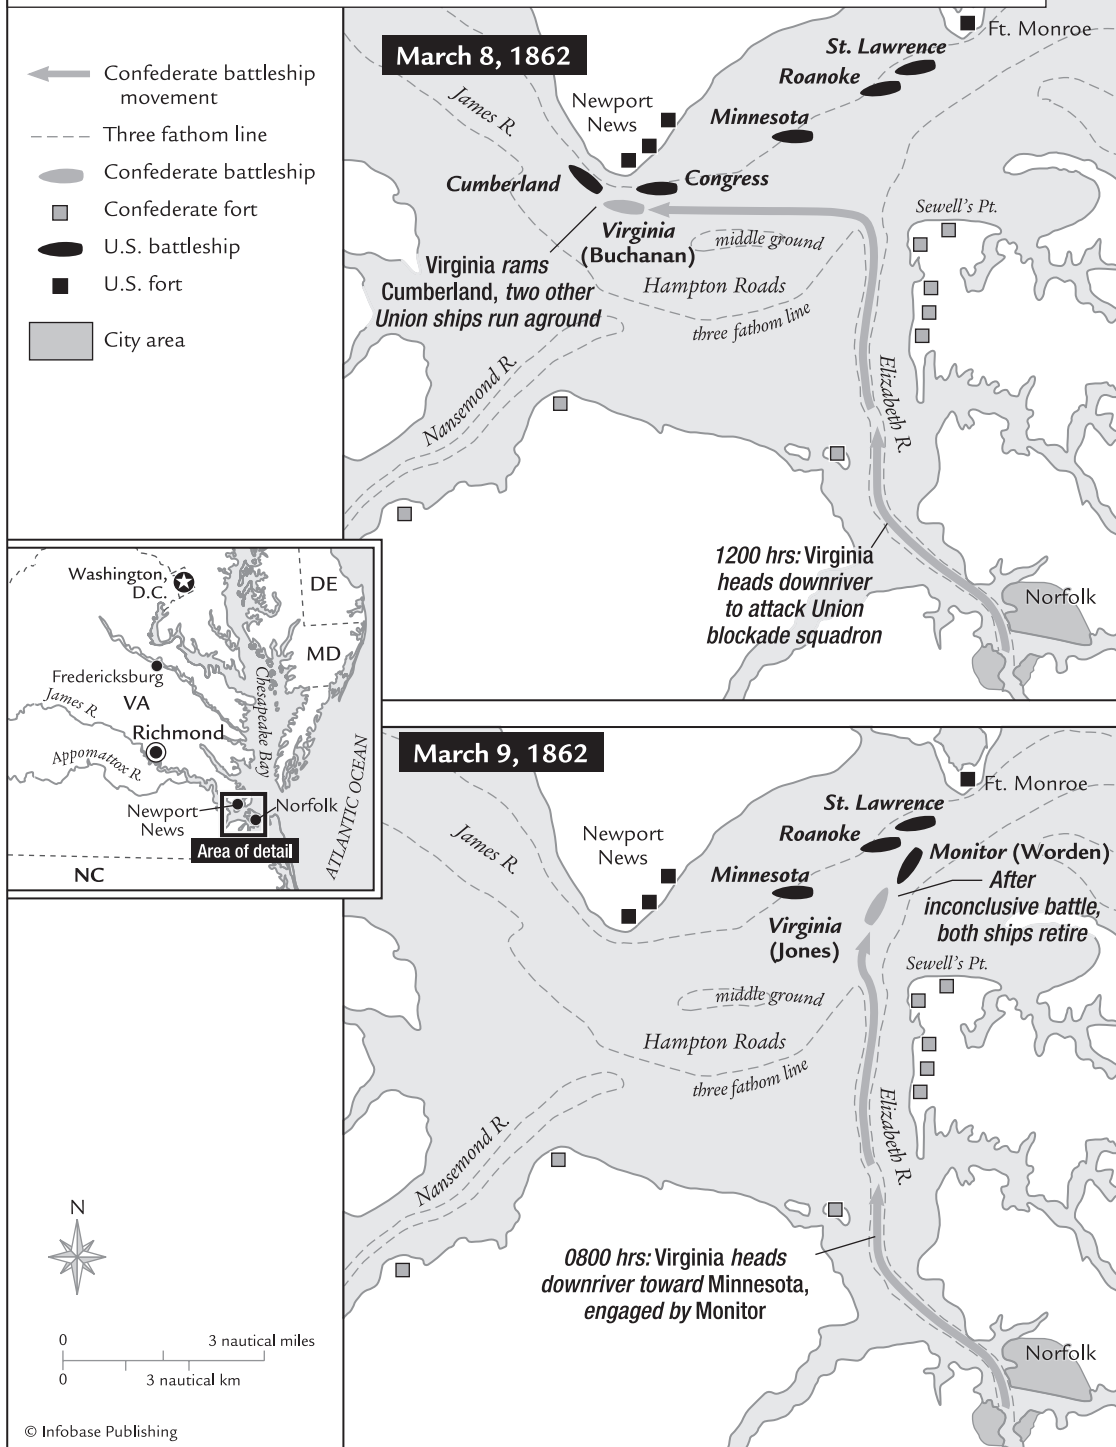 Confederate battleship
movement
Three fathom line
Confederate battleship
Confederate fort
U.S. battleship
U.S. fort
City area
March 8, 1862
Ft. Monroe
St. Lawrence
Roanoke
James R.
Newport
News
Minnesota
Cumberland
Congress
Sewell's Pt.
Virginia
(Buchanan)
middle ground
Virginia rams
Cumberland, two other
Union ships run aground
Hampton Roads
three fathom line
Nansemond R.
Elizabeth R.
1200 hrs: Virginia
heads downriver
to attack Union
blockade squadron
Norfolk
Washington,
D.C.
DE
MD
Fredericksburg
VA
Chesapeake Bay
James R.
Richmond
Appomattox R.
Newport
News
Norfolk
ATLANTIC OCEAN
Area of detail
NC
March 9, 1862
Ft. Monroe
St. Lawrence
Roanoke
James R.
Newport
News
Monitor (Worden)
After
inconclusive battle,
both ships retire
Minnesota
Virginia
(Jones)
Sewell's Pt.
middle ground
Hampton Roads
three fathom line
Nansemond R.
Elizabeth R.
0800 hrs: Virginia heads
downriver toward Minnesota,
engaged by Monitor
Norfolk
N
0 3 nautical miles
0 3 nautical km
© Infobase Publishing